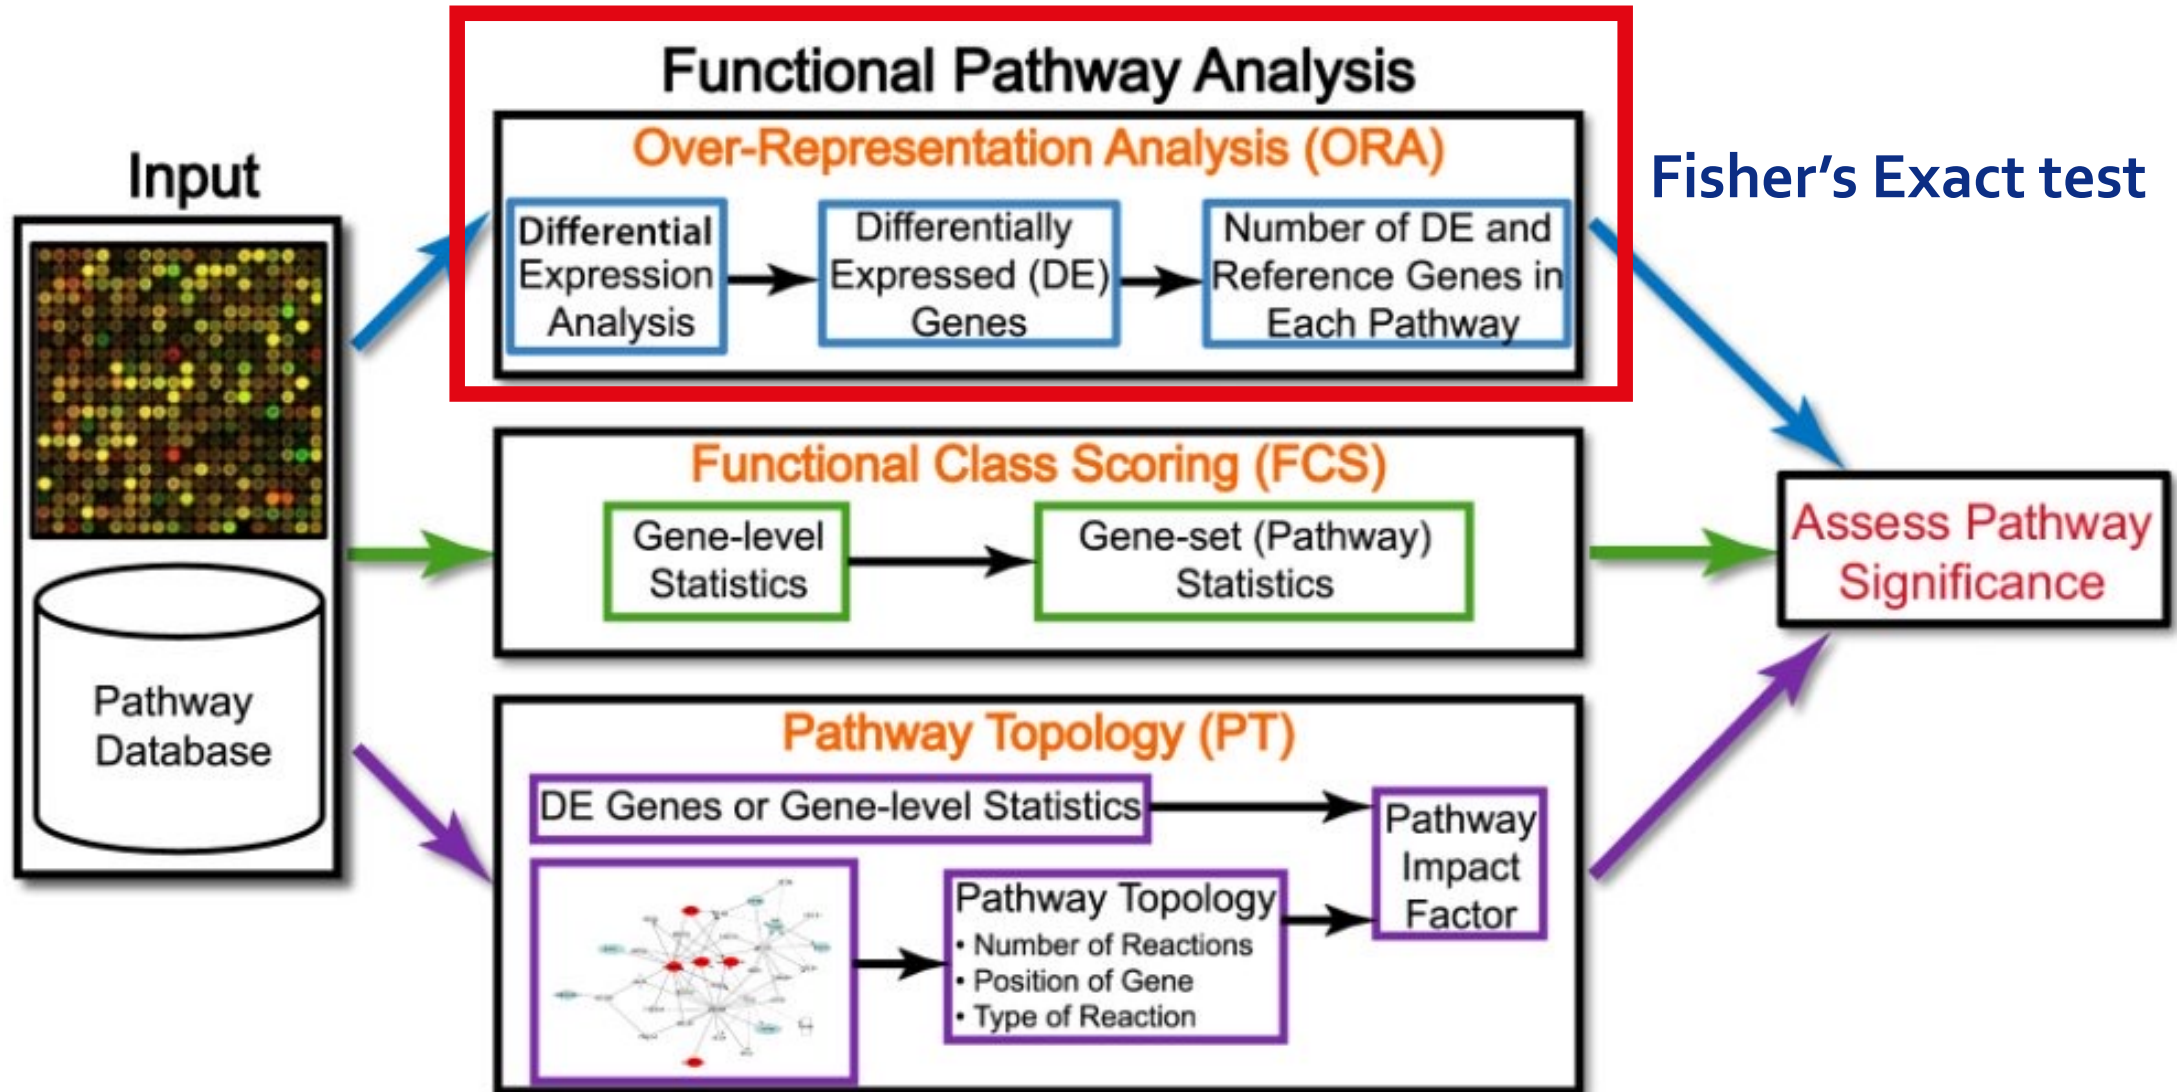 Functional Pathway Analysis
Input
Pathway
Database
Over-Representation Analysis (ORA)
Differential
Expression
Analysis
Differentially
Expressed (DE)
Genes
Number of DE and
Reference Genes in
Each Pathway
Fisher’s Exact test
Functional Class Scoring (FCS)
Gene-level
Statistics
Gene-set (Pathway)
Statistics
Pathway Topology (PT)
DE Genes or Gene-level Statistics
Pathway Topology
• Number of Reactions
• Position of Gene
• Type of Reaction
Pathway
Impact
Factor
Assess Pathway
Significance